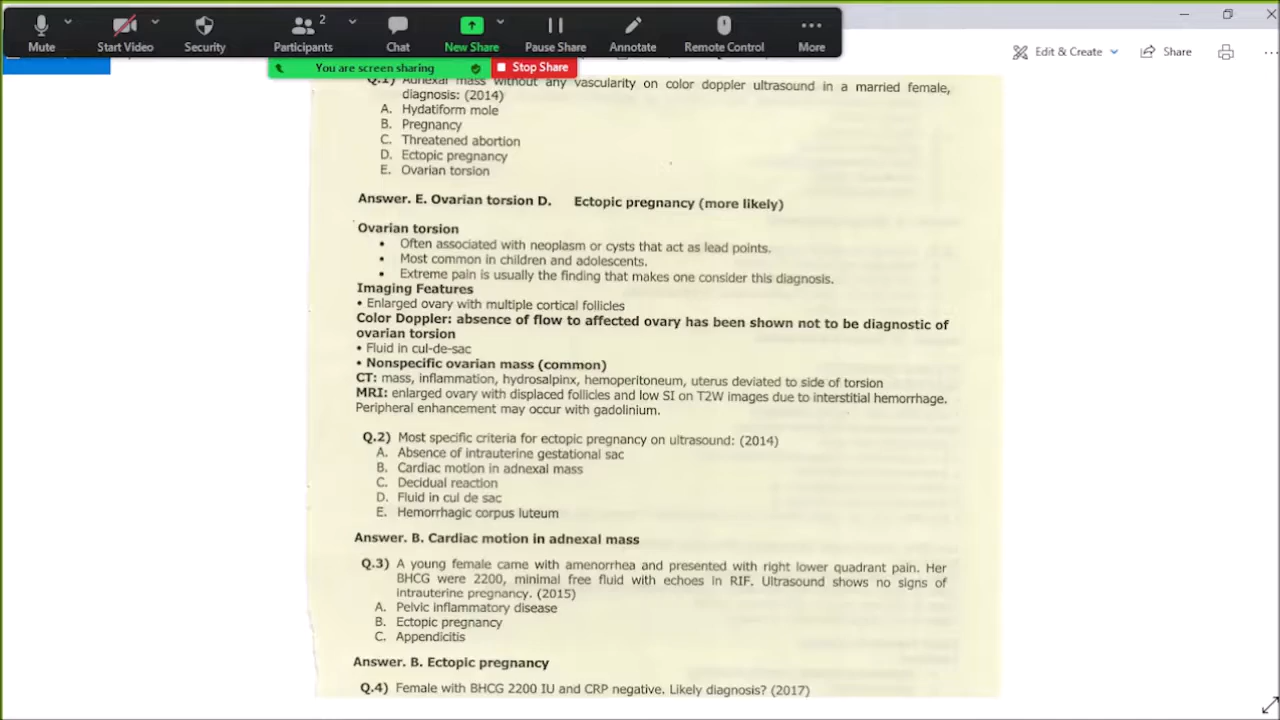 2
Mute
Start Video
Security
Participants
Chat
New Share
Pause Share
Annotate
Remote Control
More
Edit & Create
Share
You are screen sharing
Stop Share
Q.1) Adnexal mass without any vascularity on color doppler ultrasound in a married female,
diagnosis: (2014)
A. Hydatiform mole
B. Pregnancy
C. Threatened abortion
D. Ectopic pregnancy
E. Ovarian torsion
Answer. E. Ovarian torsion D. Ectopic pregnancy (more likely)
Ovarian torsion
• Often associated with neoplasm or cysts that act as lead points.
• Most common in children and adolescents.
• Extreme pain is usually the finding that makes one consider this diagnosis.
Imaging Features
• Enlarged ovary with multiple cortical follicles
Color Doppler: absence of flow to affected ovary has been shown not to be diagnostic of
ovarian torsion
• Fluid in cul-de-sac
• Nonspecific ovarian mass (common)
CT: mass, inflammation, hydrosalpinx, hemoperitoneum, uterus deviated to side of torsion
MRI: enlarged ovary with displaced follicles and low SI on T2W images due to interstitial hemorrhage.
Peripheral enhancement may occur with gadolinium.
Q.2) Most specific criteria for ectopic pregnancy on ultrasound: (2014)
A. Absence of intrauterine gestational sac
B. Cardiac motion in adnexal mass
C. Decidual reaction
D. Fluid in cul de sac
E. Hemorrhagic corpus luteum
Answer. B. Cardiac motion in adnexal mass
Q.3) A young female came with amenorrhea and presented with right lower quadrant pain. Her
BHCG were 2200, minimal free fluid with echoes in RIF. Ultrasound shows no signs of
intrauterine pregnancy. (2015)
A. Pelvic inflammatory disease
B. Ectopic pregnancy
C. Appendicitis
Answer. B. Ectopic pregnancy
Q.4) Female with BHCG 2200 IU and CRP negative. Likely diagnosis? (2017)